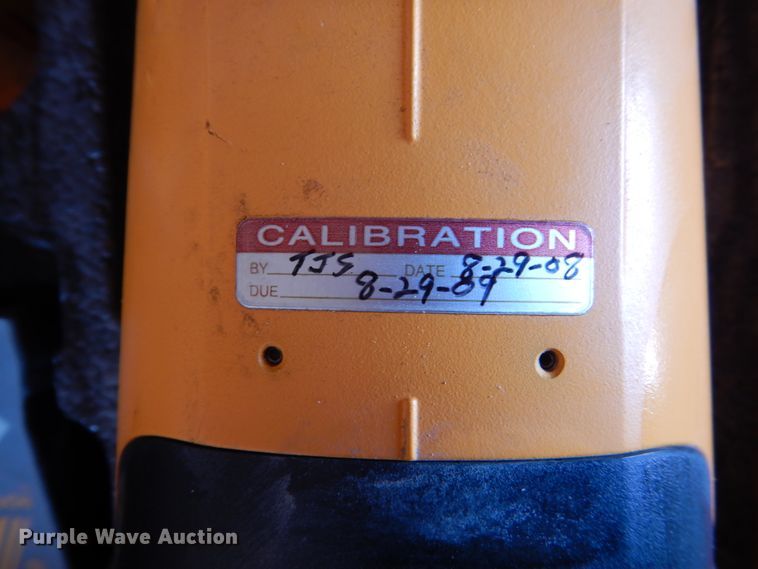 CALIBRATION
BY TJS DATE 8-29-08
DUE 8-29-09
Purple Wave Auction